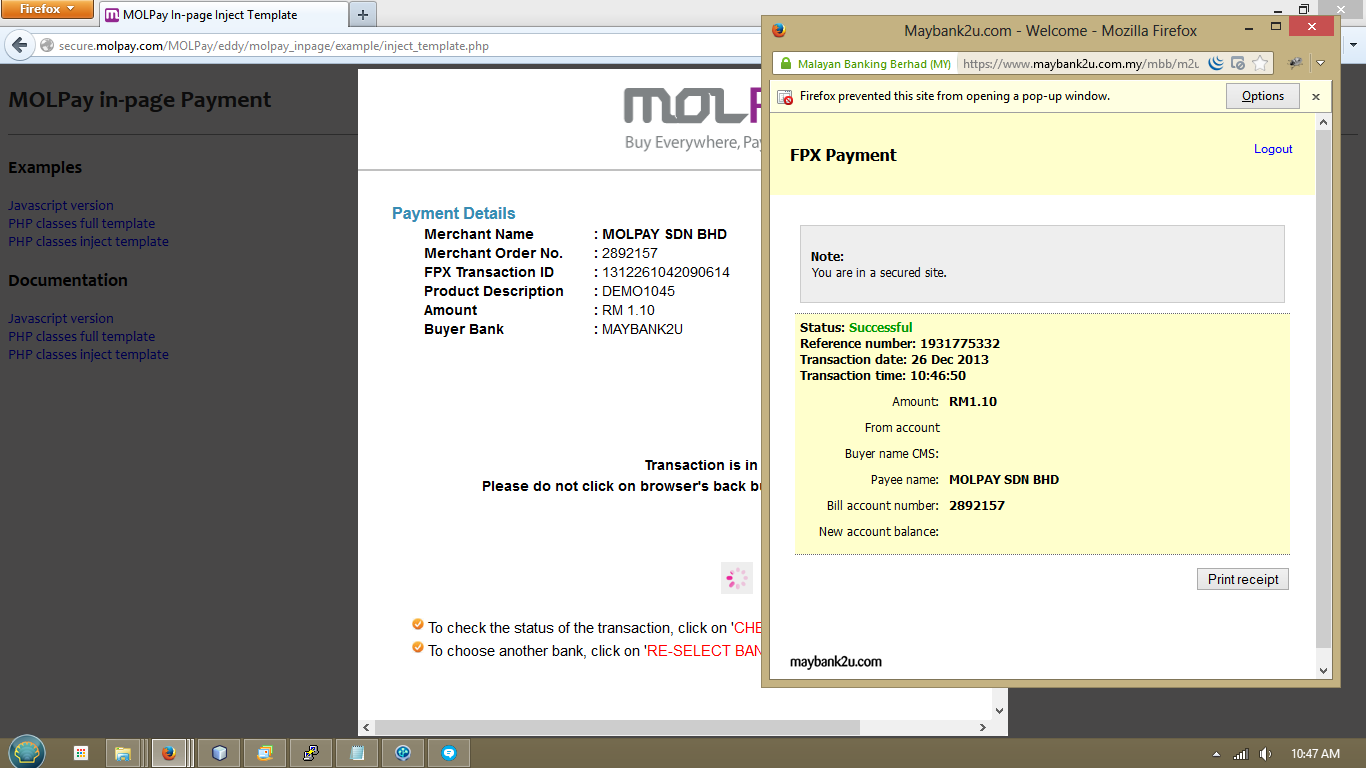 Firefox
MOLPay In-page Inject Template
secure.molpay.com/MOLPay/eddy/molpay_inpage/example/inject_template.php
MOLPay in-page Payment
Examples
Javascript version
PHP classes full template
PHP classes inject template
Documentation
Javascript version
PHP classes full template
PHP classes inject template
MOLP
Buy Everywhere, Pay
Payment Details
Merchant Name : MOLPAY SDN BHD
Merchant Order No. : 2892157
FPX Transaction ID : 1312261042090614
Product Description : DEMO1045
Amount : RM 1.10
Buyer Bank : MAYBANK2U
Transaction is in
Please do not click on browser's back bu
To check the status of the transaction, click on 'CHE
To choose another bank, click on 'RE-SELECT BAN
Maybank2u.com - Welcome - Mozilla Firefox
Malayan Banking Berhad (MY) https://www.maybank2u.com.my/mbb/m2u
Firefox prevented this site from opening a pop-up window.
Options
FPX Payment
Logout
Note:
You are in a secured site.
Status: Successful
Reference number: 1931775332
Transaction date: 26 Dec 2013
Transaction time: 10:46:50
Amount: RM1.10
From account
Buyer name CMS:
Payee name: MOLPAY SDN BHD
Bill account number: 2892157
New account balance:
Print receipt
maybank2u.com
10:47 AM